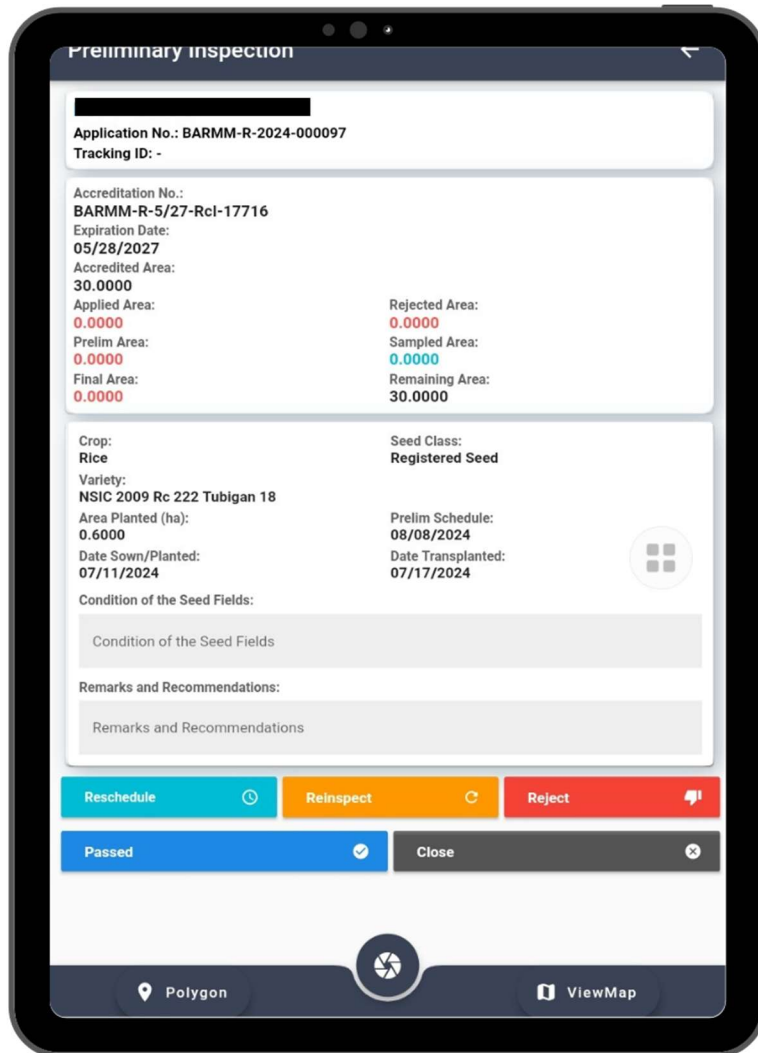 Preliminary Inspection
Application No.: BARMM-R-2024-000097
Tracking ID: -
Accreditation No.:
BARMM-R-5/27-Rcl-17716
Expiration Date:
05/28/2027
Accredited Area:
30.0000
Applied Area: Rejected Area:
0.0000 0.0000
Prelim Area: Sampled Area:
0.0000 0.0000
Final Area: Remaining Area:
0.0000 30.0000
Crop: Seed Class:
Rice Registered Seed
Variety:
NSIC 2009 Rc 222 Tubigan 18
Area Planted (ha): Prelim Schedule:
0.6000 08/08/2024
Date Sown/Planted: Date Transplanted:
07/11/2024 07/17/2024
Condition of the Seed Fields:
Condition of the Seed Fields
Remarks and Recommendations:
Remarks and Recommendations
Reschedule Reinspect Reject
Passed Close
Polygon ViewMap